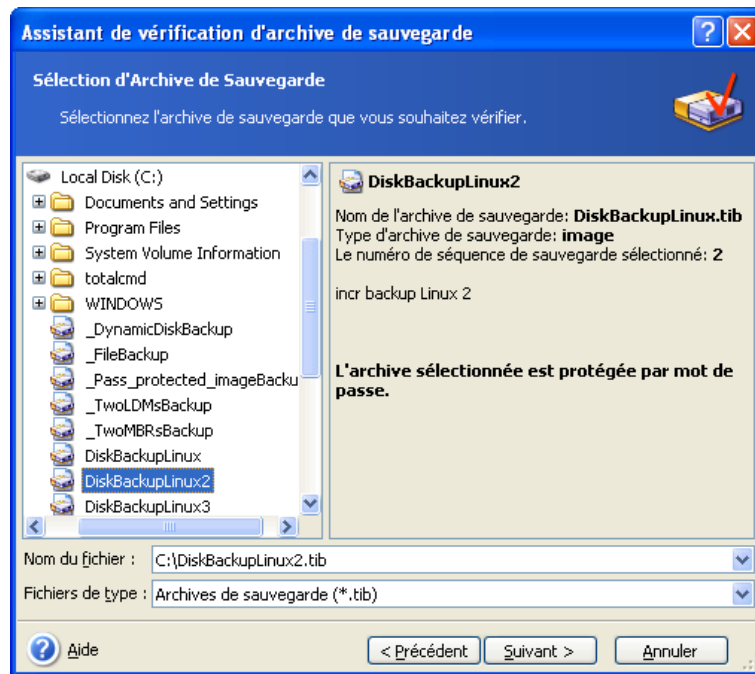 Assistant de vérification d'archive de sauvegarde
Sélection d'Archive de Sauvegarde
Sélectionnez l'archive de sauvegarde que vous souhaitez vérifier.
Local Disk (C:)
Documents and Settings
Program Files
System Volume Information
totalcmd
WINDOWS
_DynamicDiskBackup
_FileBackup
_Pass_protected_imageBacku
_TwoLDMsBackup
_TwoMBRsBackup
DiskBackupLinux
DiskBackupLinux2
DiskBackupLinux3
DiskBackupLinux2
Nom de l'archive de sauvegarde: DiskBackupLinux.tib
Type d'archive de sauvegarde: image
Le numéro de séquence de sauvegarde sélectionné: 2
incr backup Linux 2
L'archive sélectionnée est protégée par mot de
passe.
Nom du fichier : C:\DiskBackupLinux2.tib
Fichiers de type : Archives de sauvegarde (*.tib)
Aide
< Précédent
Suivant >
Annuler